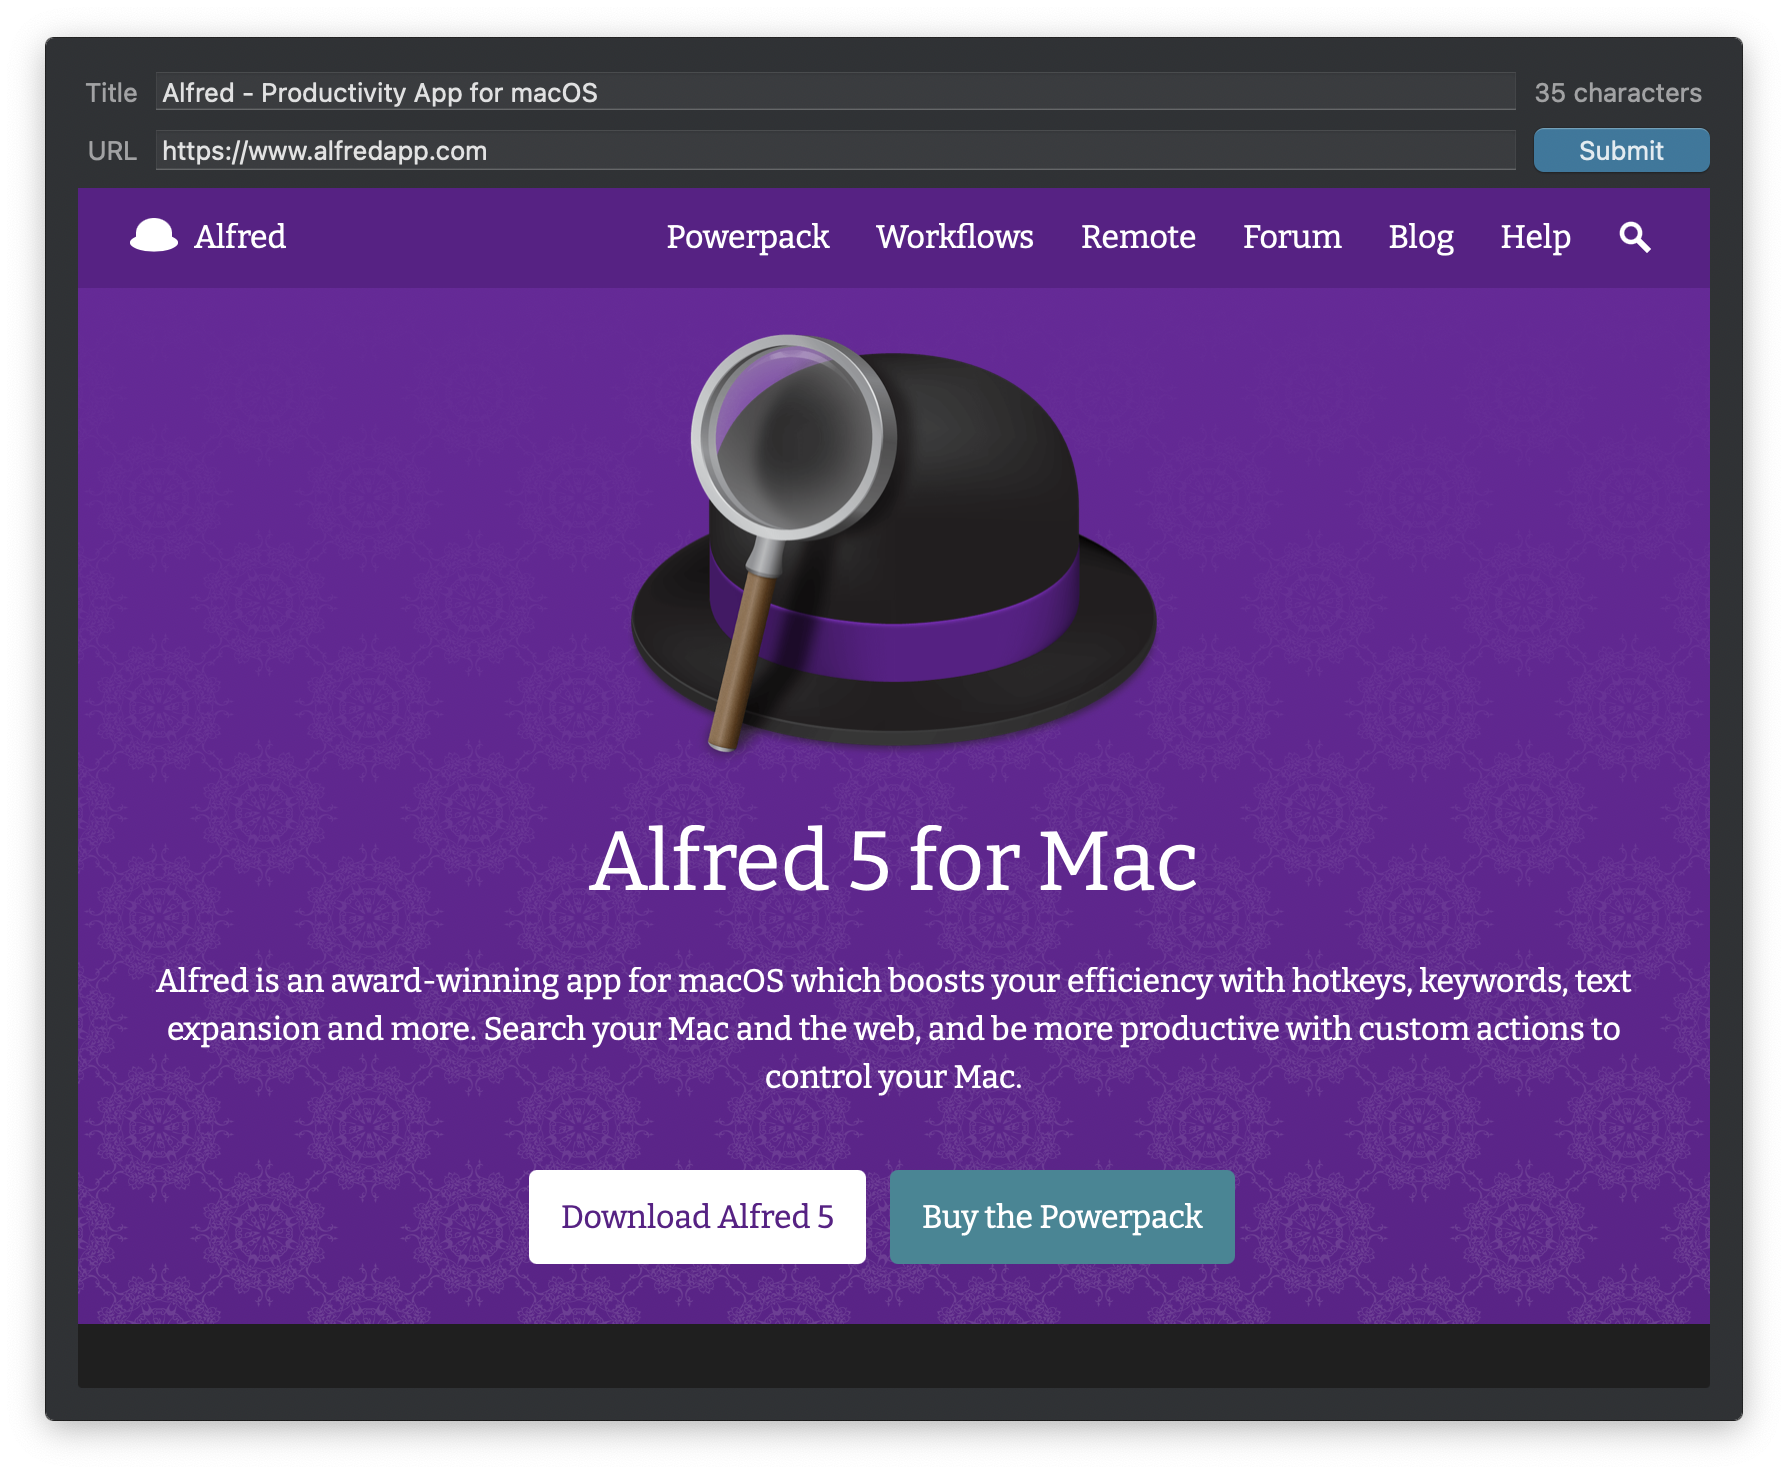 Title Alfred - Productivity App for macOS 35 characters
URL https://www.alfredapp.com Submit
Alfred Powerpack Workflows Remote Forum Blog Help
Alfred 5 for Mac
Alfred is an award-winning app for macOS which boosts your efficiency with hotkeys, keywords, text
expansion and more. Search your Mac and the web, and be more productive with custom actions to
control your Mac.
Download Alfred 5 Buy the Powerpack